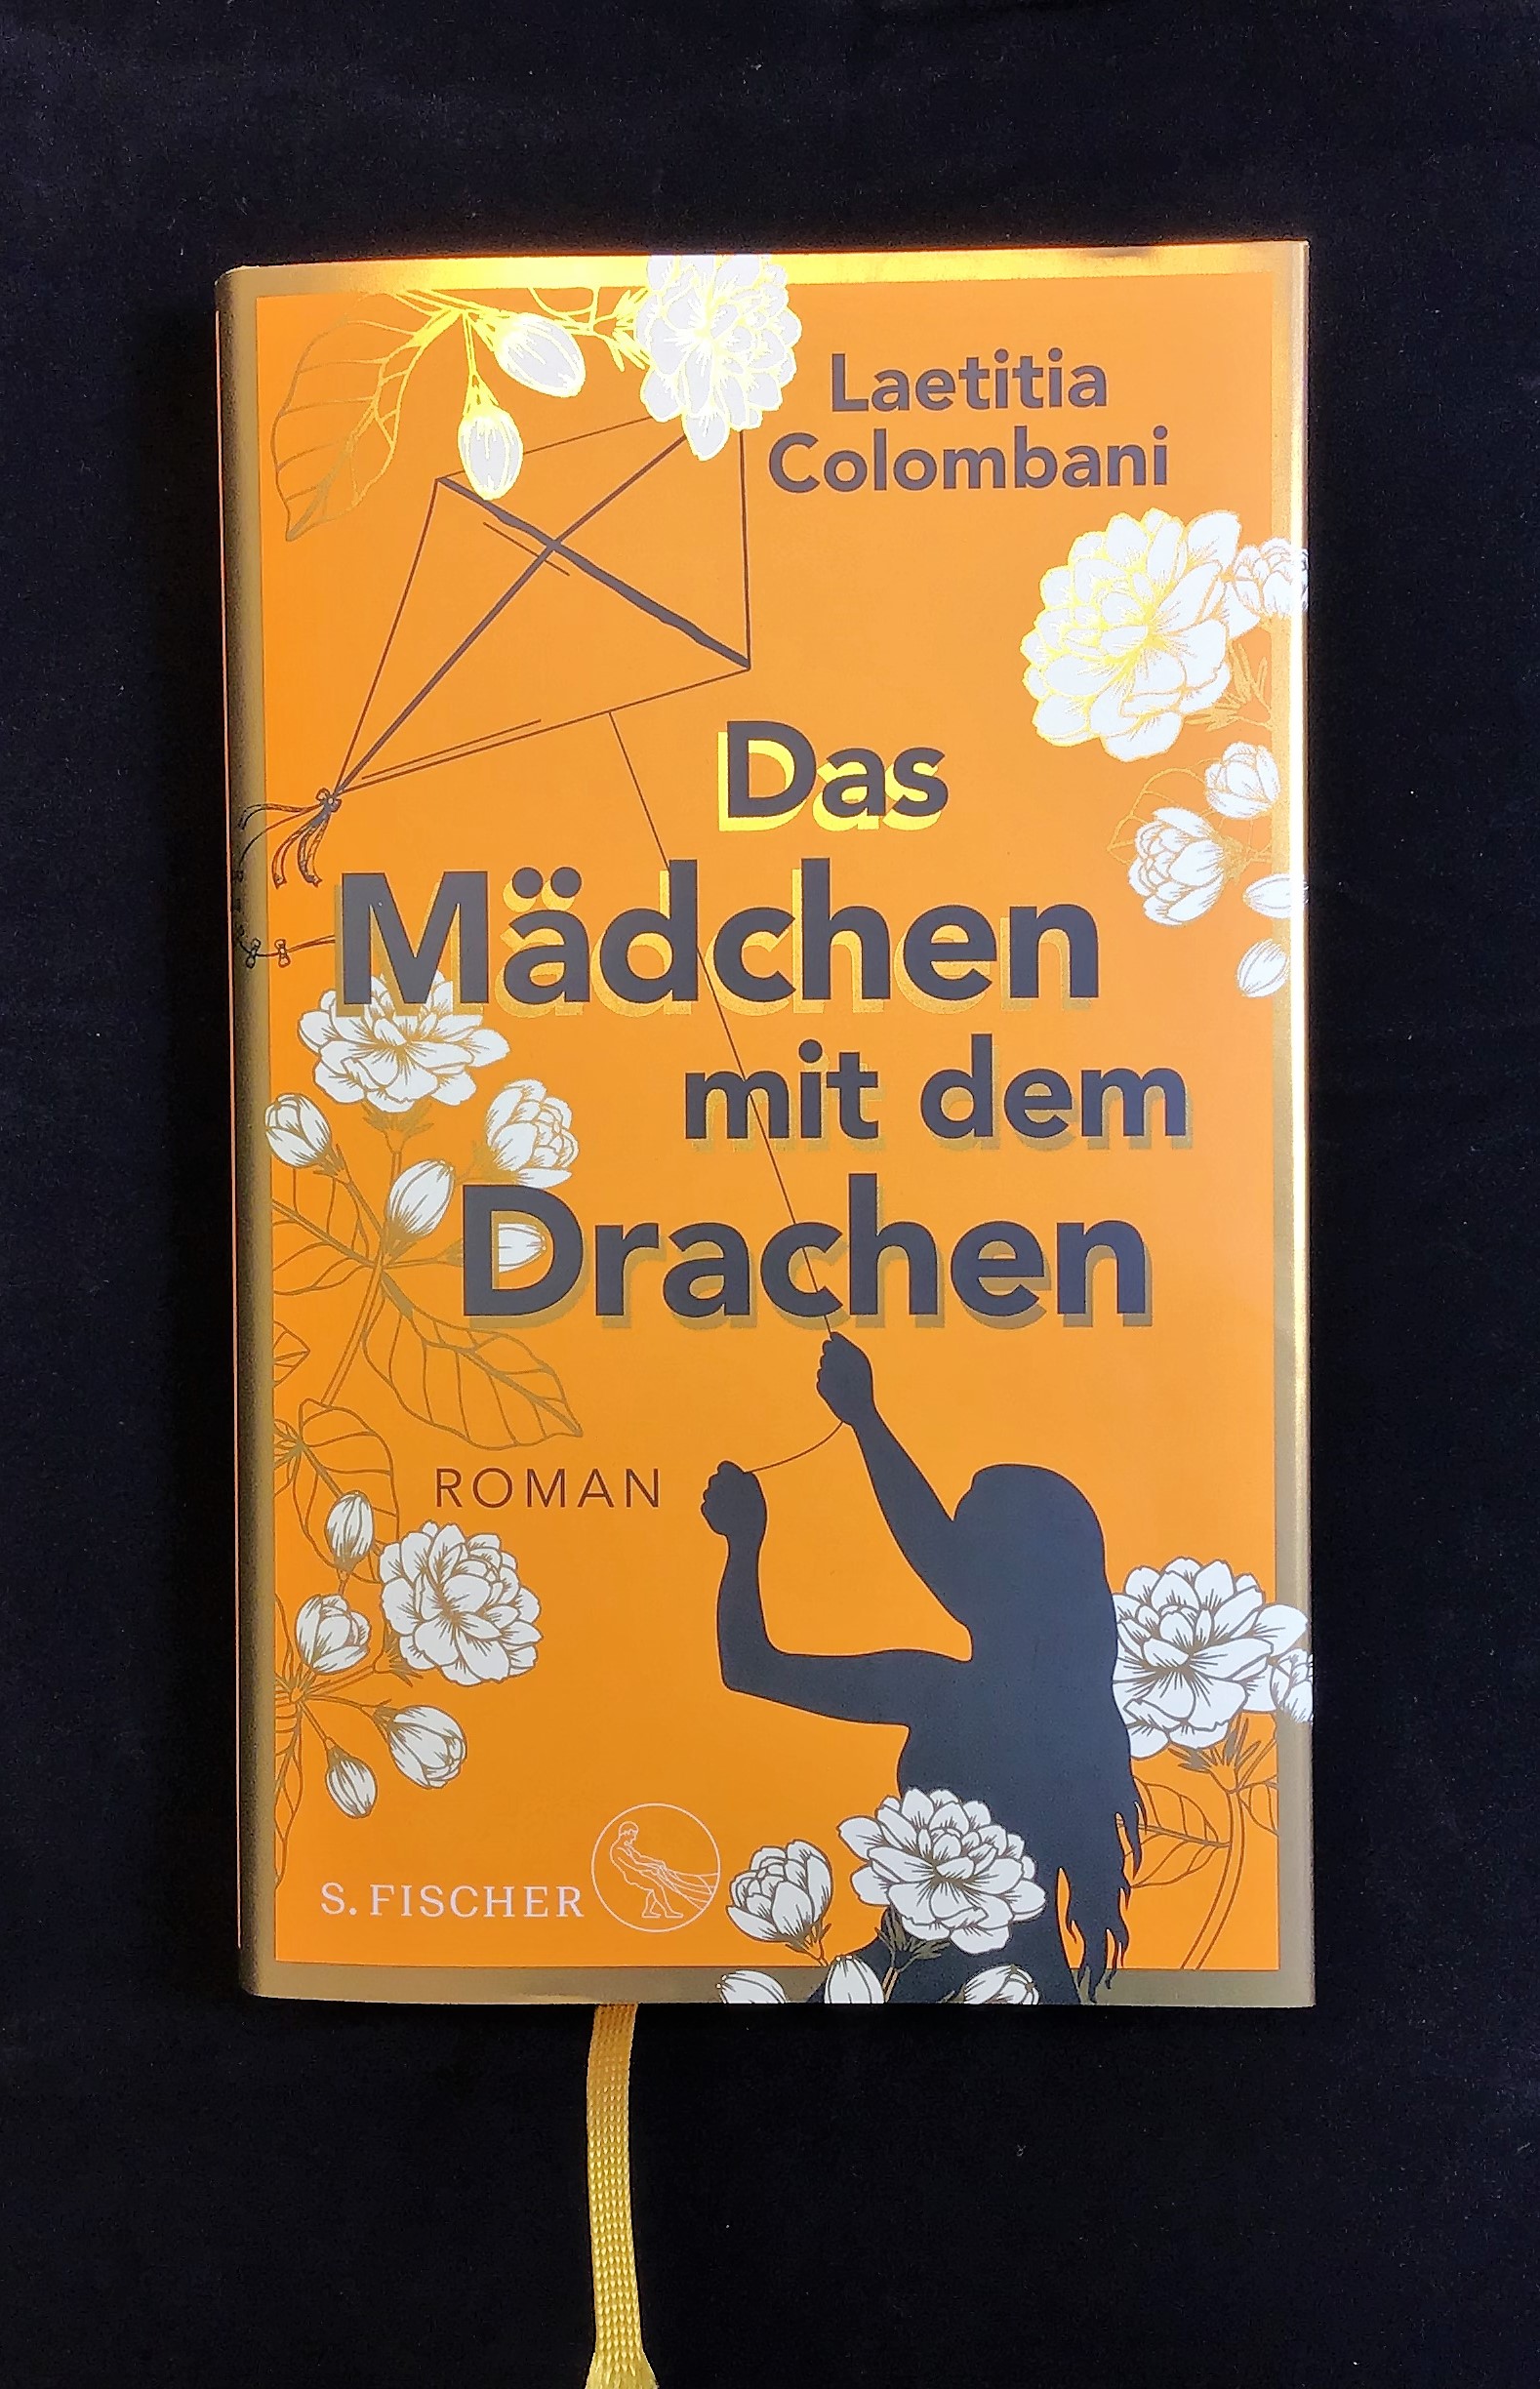 Laetitia
Colombani
Das
Mädchen
mit dem
Drachen
ROMAN
S. FISCHER